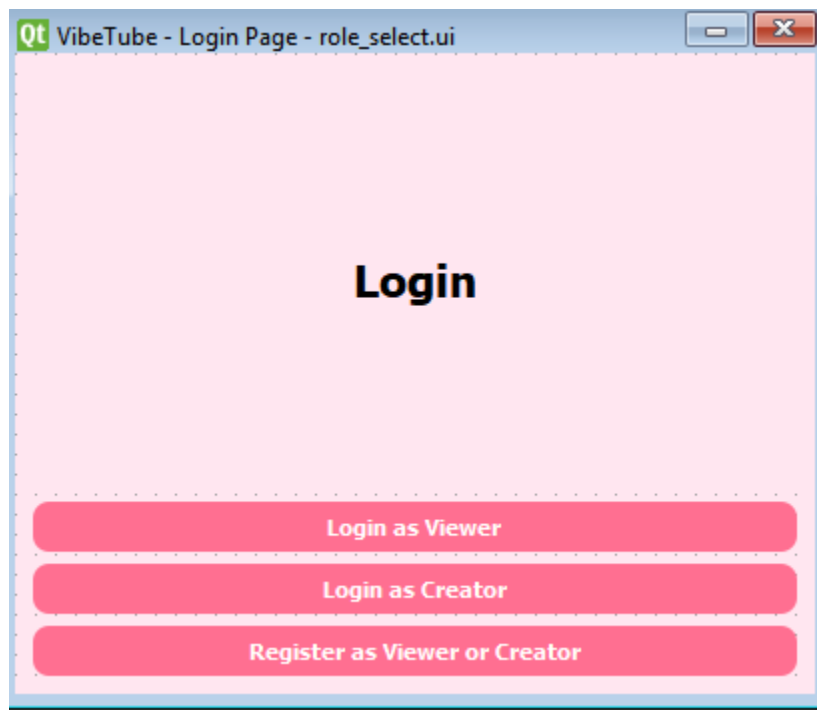 Qt VibeTube - Login Page - role_select.ui
Login
Login as Viewer
Login as Creator
Register as Viewer or Creator